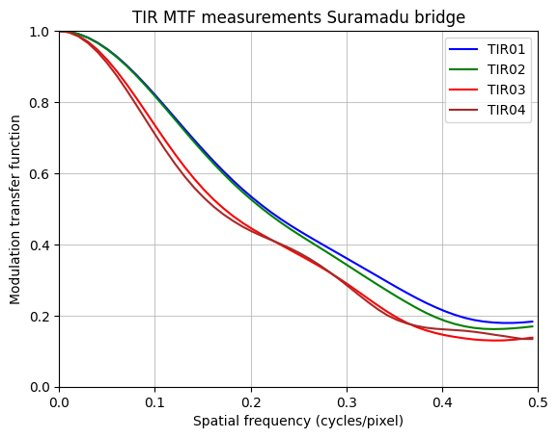 TIR MTF measurements Suramadu bridge
1.0
0.8
0.6
0.4
0.2
0.0
Modulation transfer function
TIR01
TIR02
TIR03
TIR04
0.0 0.1 0.2 0.3 0.4 0.5
Spatial frequency (cycles/pixel)